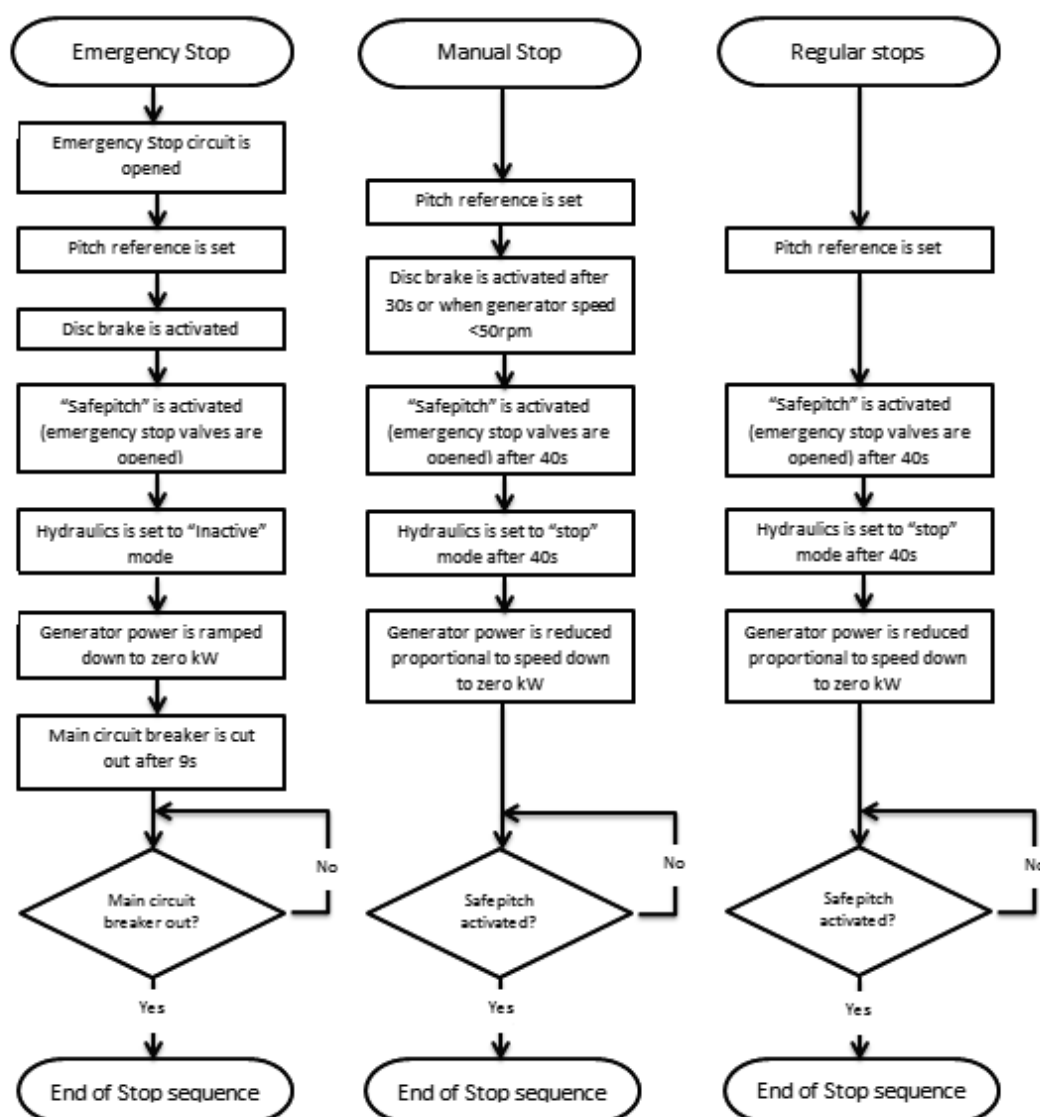 Emergency Stop
Emergency Stop circuit is
opened
Pitch reference is set
Disc brake is activated
“Safepitch” is activated
(emergency stop valves are
opened)
Hydraulics is set to “Inactive”
mode
Generator power is ramped
down to zero kW
Main circuit breaker is cut
out after 9s
Main circuit
breaker out?
No
Yes
End of Stop sequence
Manual Stop
Pitch reference is set
Disc brake is activated after
30s or when generator speed
<50rpm
“Safepitch” is activated
(emergency stop valves are
opened) after 40s
Hydraulics is set to “stop”
mode after 40s
Generator power is reduced
proportional to speed down
to zero kW
Safepitch
activated?
No
Yes
End of Stop sequence
Regular stops
Pitch reference is set
“Safepitch” is activated
(emergency stop valves are
opened) after 40s
Hydraulics is set to “stop”
mode after 40s
Generator power is reduced
proportional to speed down
to zero kW
Safepitch
activated?
No
Yes
End of Stop sequence